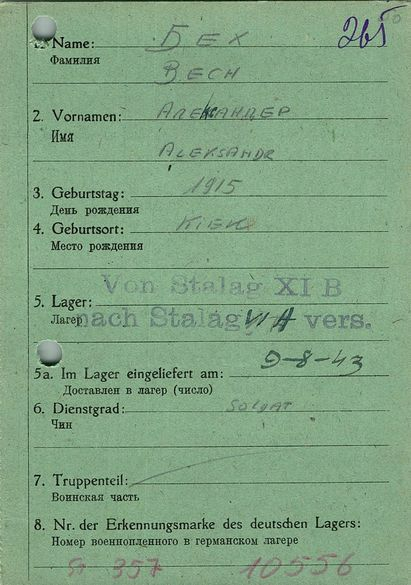 1. Name: Бех 265
Фамилия
Bech
2. Vornamen: Александер
Имя
Aleksandr
3. Geburtstag: 1915
День рождения
4. Geburtsort: Kiew
Место рождения
Von Stalag XI B
5. Lager:
Лагер
nach Stalag VI A vers.
9-8-43
5a. Im Lager eingeliefert am:
Доставлен в лагер (число)
6. Dienstgrad: Soldat
Чин
7. Truppenteil:
Воинская часть
8. Nr. der Erkennungsmarke des deutschen Lagers:
Номер военнопленного в германском лагере
357 10556